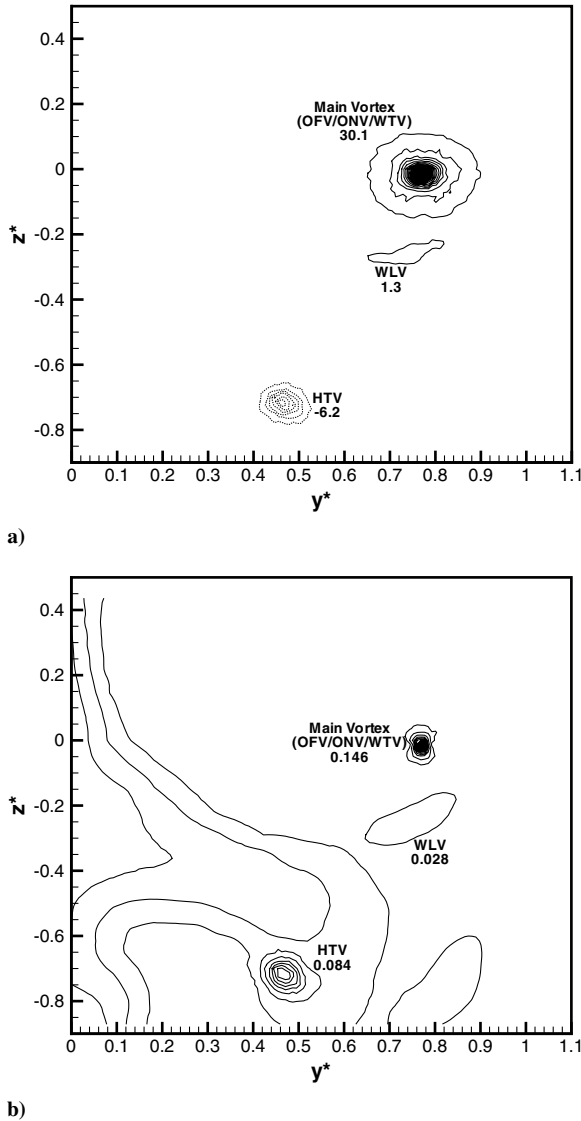 0.4
0.2
0
-0.2
-0.4
-0.6
-0.8
z*
Main Vortex
(OFV/ONV/WTV)
30.1
WLV
1.3
HTV
-6.2
0 0.1 0.2 0.3 0.4 0.5 0.6 0.7 0.8 0.9 1 1.1
y*
a)
0.4
0.2
0
-0.2
-0.4
-0.6
-0.8
z*
Main Vortex
(OFV/ONV/WTV)
0.146
WLV
0.028
HTV
0.084
0 0.1 0.2 0.3 0.4 0.5 0.6 0.7 0.8 0.9 1 1.1
y*
b)